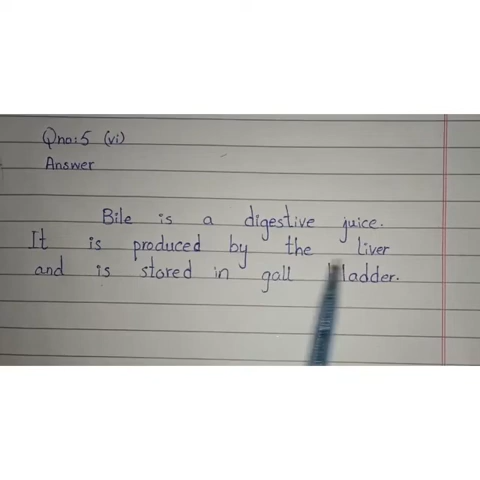 Qno:5 (vi)
Answer
Bile is a digestive juice.
It is produced by the liver
and is stored in gall bladder.